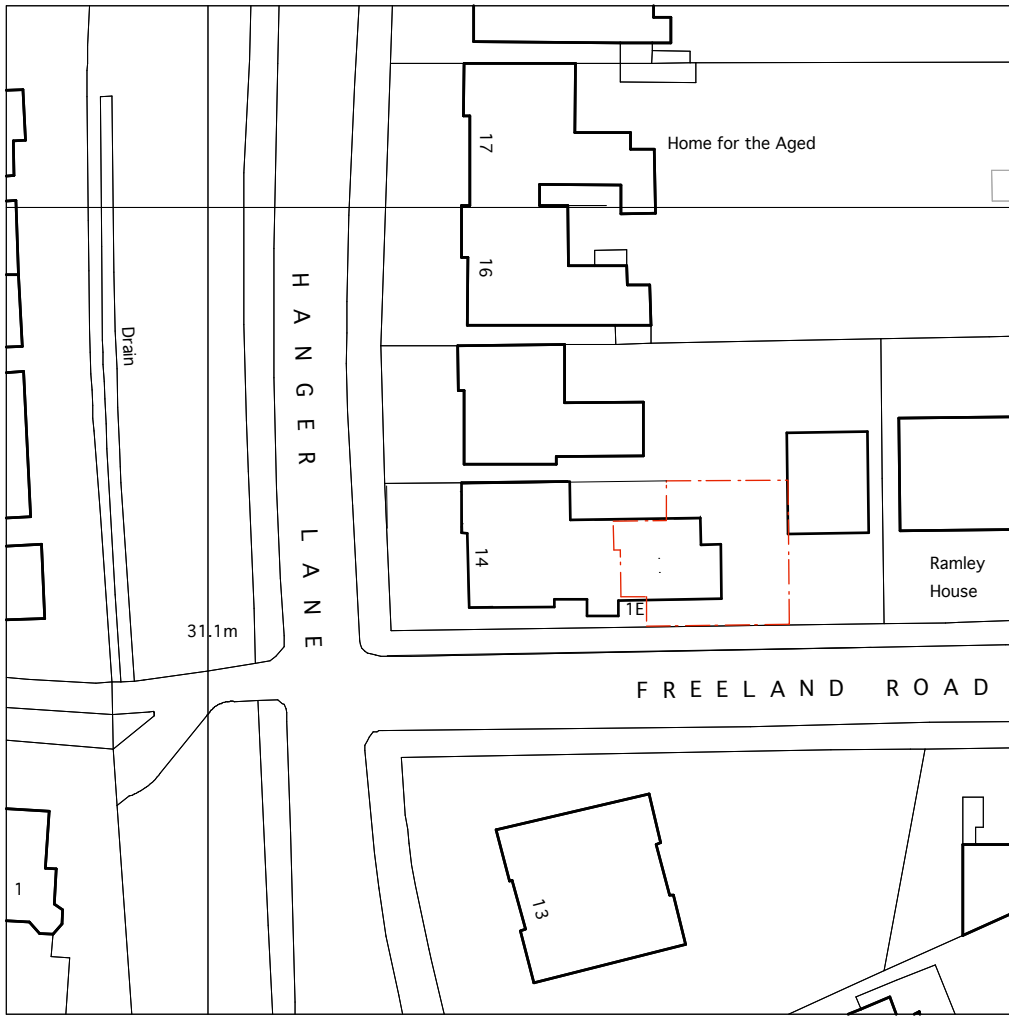 17
Home for the Aged
16
HANGER LANE
Drain
14
1E
Ramley
House
31.1m
FREELAND ROAD
1
13